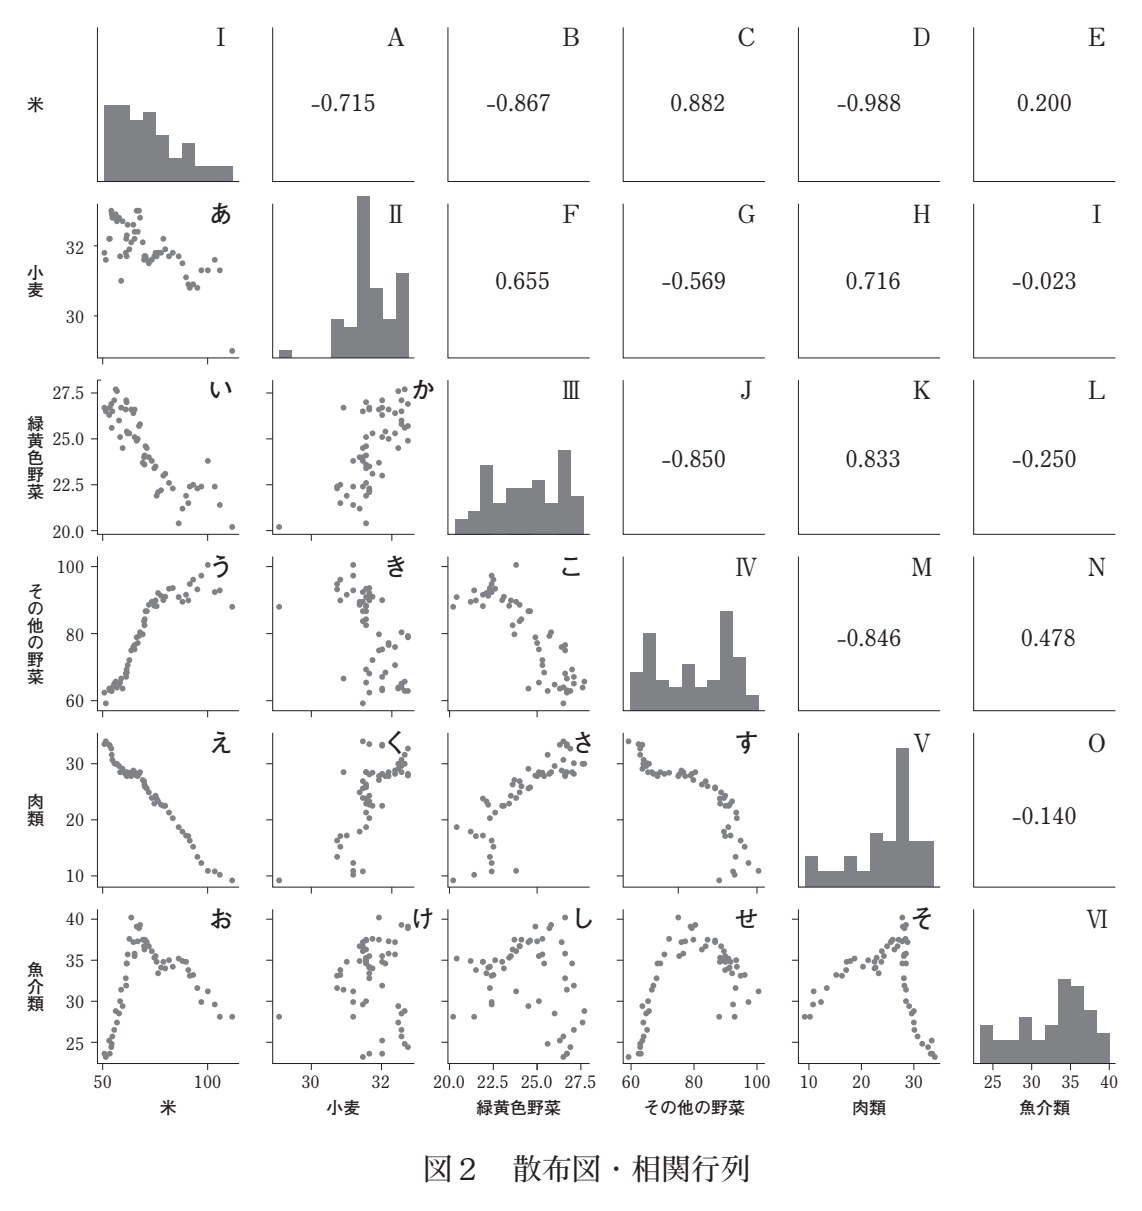 I A B C D E
米 -0.715 -0.867 0.882 -0.988 0.200
あ Ⅱ F G H I
小麦 32 30 0.655 -0.569 0.716 -0.023
い か Ⅲ J K L
緑黄色野菜 27.5 25.0 22.5 20.0 -0.850 0.833 -0.250
う き こ Ⅳ M N
その他の野菜 100 80 60 -0.846 0.478
え く さ す Ⅴ O
肉類 30 20 10 -0.140
お け し せ そ Ⅵ
魚介類 40 35 30 25
50 100 30 32 20.0 22.5 25.0 27.5 60 80 100 10 20 30 25 30 35 40
米 小麦 緑黄色野菜 その他の野菜 肉類 魚介類
図2 散布図・相関行列